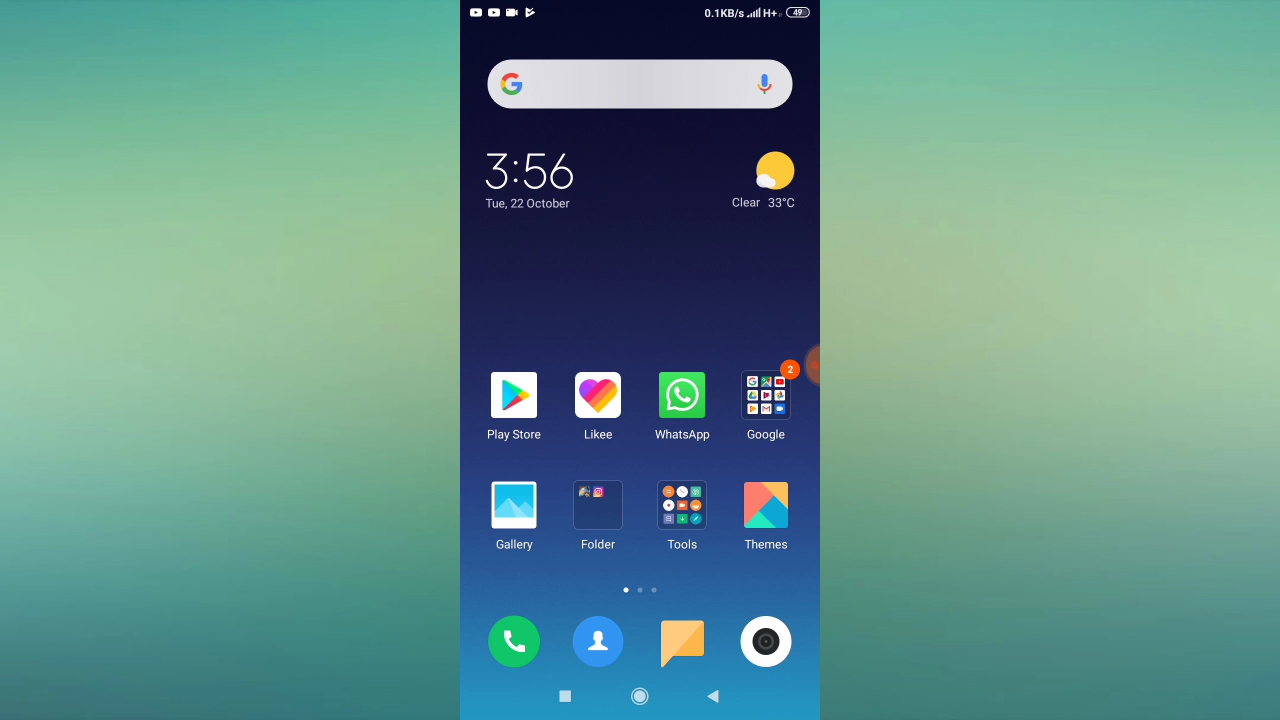 0.1KB/s H+ 49
3:56
Tue, 22 October
Clear 33°C
2
Play Store Likee WhatsApp Google
Gallery Folder Tools Themes